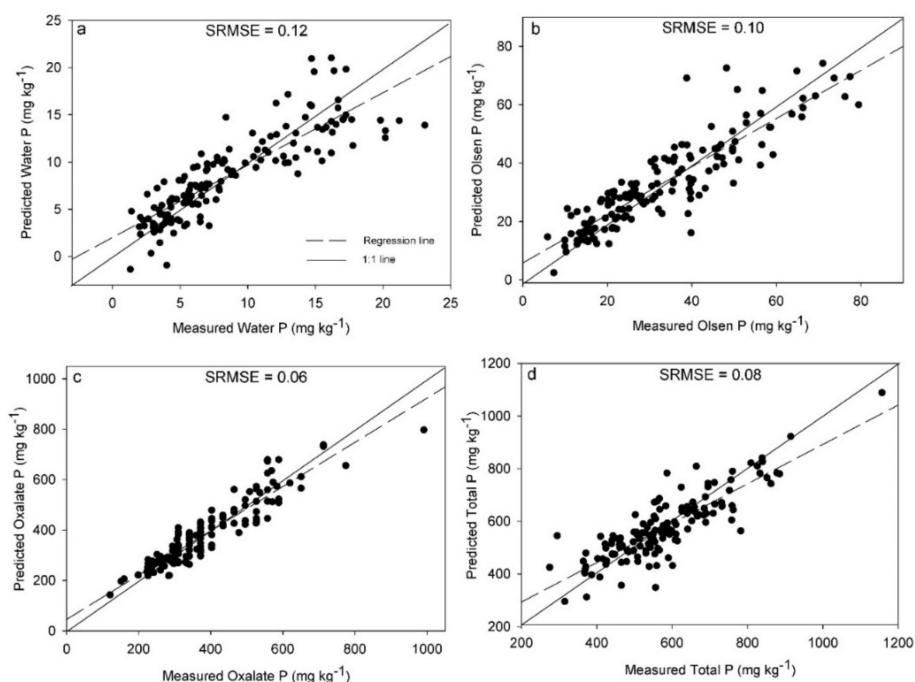 a
SRMSE = 0.12
25
20
15
10
5
0
Predicted Water P (mg kg-1)
Regression line
1:1 line
0 5 10 15 20 25
Measured Water P (mg kg-1)
b
SRMSE = 0.10
80
60
40
20
0
Predicted Olsen P (mg kg-1)
0 20 40 60 80
Measured Olsen P (mg kg-1)
c
SRMSE = 0.06
1000
800
600
400
200
0
Predicted Oxalate P (mg kg-1)
0 200 400 600 800 1000
Measured Oxalate P (mg kg-1)
d
SRMSE = 0.08
1200
1000
800
600
400
200
Predicted Total P (mg kg-1)
200 400 600 800 1000 1200
Measured Total P (mg kg-1)